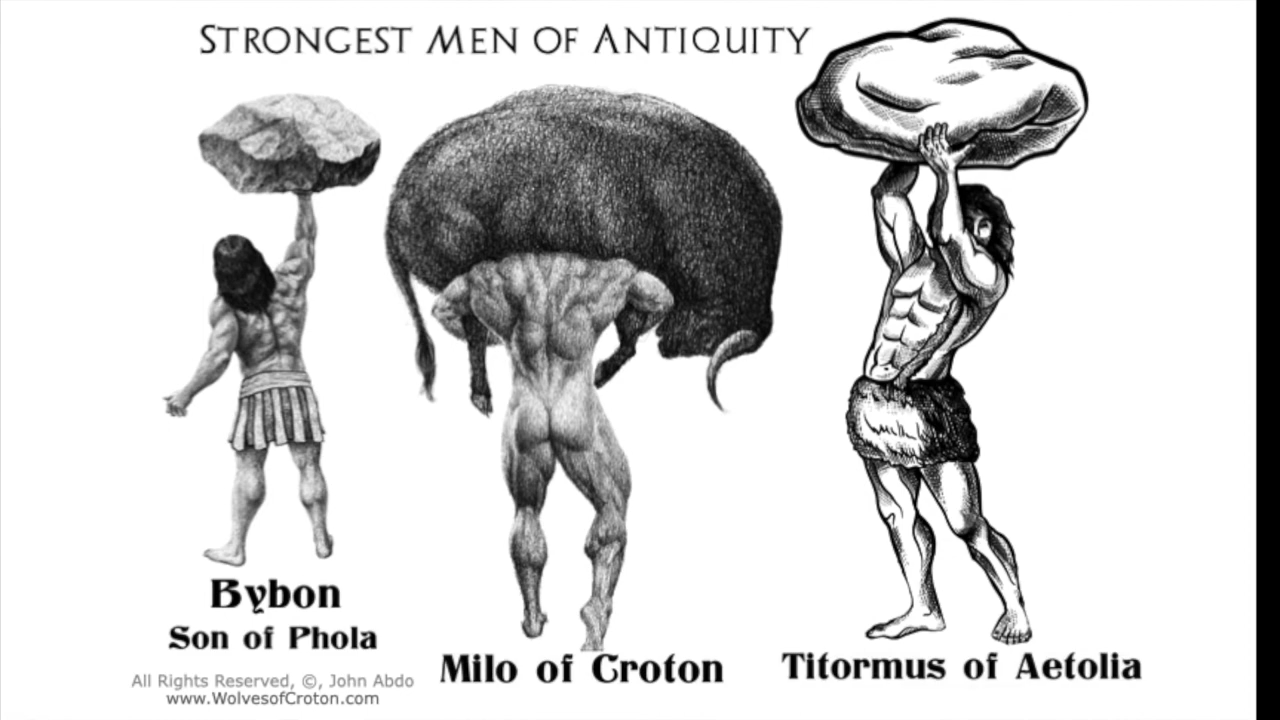 STRONGEST MEN OF ANTIQUITY
Bybon
Son of Phola
Milo of Croton
Titormus of Aetolia
All Rights Reserved, ©, John Abdo
www.WolvesofCroton.com